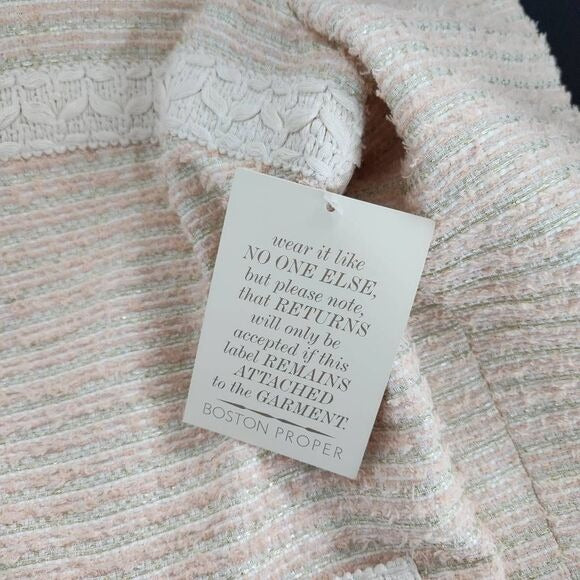 wear it like
NO ONE ELSE,
but please note,
that RETURNS
will only be
accepted if this
label REMAINS
ATTACHED
to the GARMENT.
BOSTON PROPER